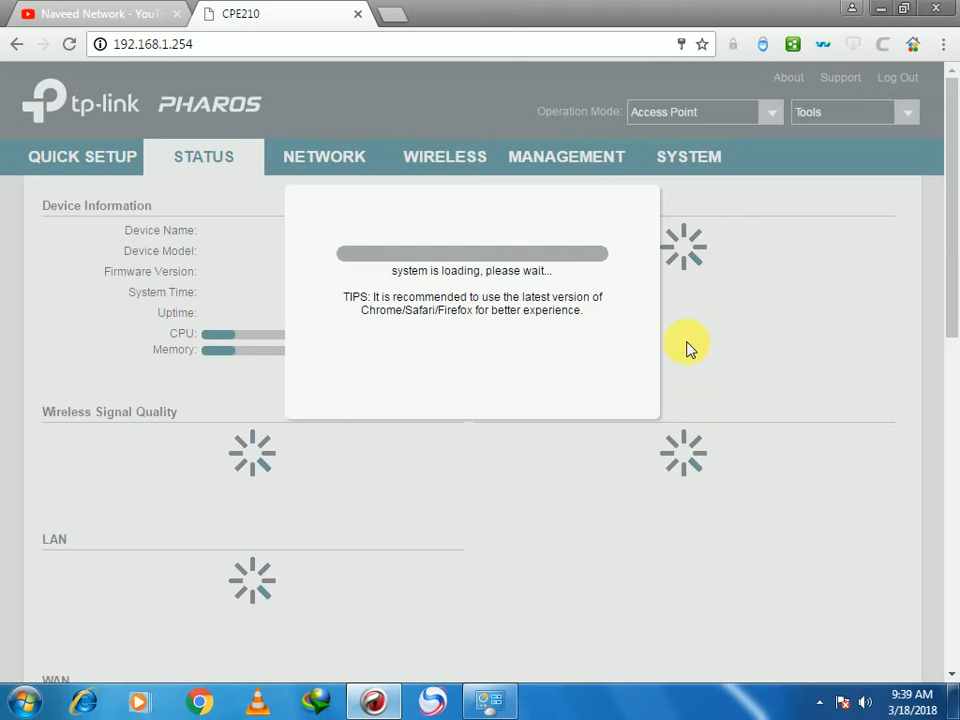 Naveed Network - YouT
CPE210
192.168.1.254
About Support Log Out
tp-link PHAROS
Operation Mode: Access Point Tools
QUICK SETUP STATUS NETWORK WIRELESS MANAGEMENT SYSTEM
Device Information
Device Name:
Device Model:
Firmware Version:
System Time:
Uptime:
CPU:
Memory:
system is loading, please wait...
TIPS: It is recommended to use the latest version of
Chrome/Safari/Firefox for better experience.
Wireless Signal Quality
LAN
WAN
9:39 AM
3/18/2018